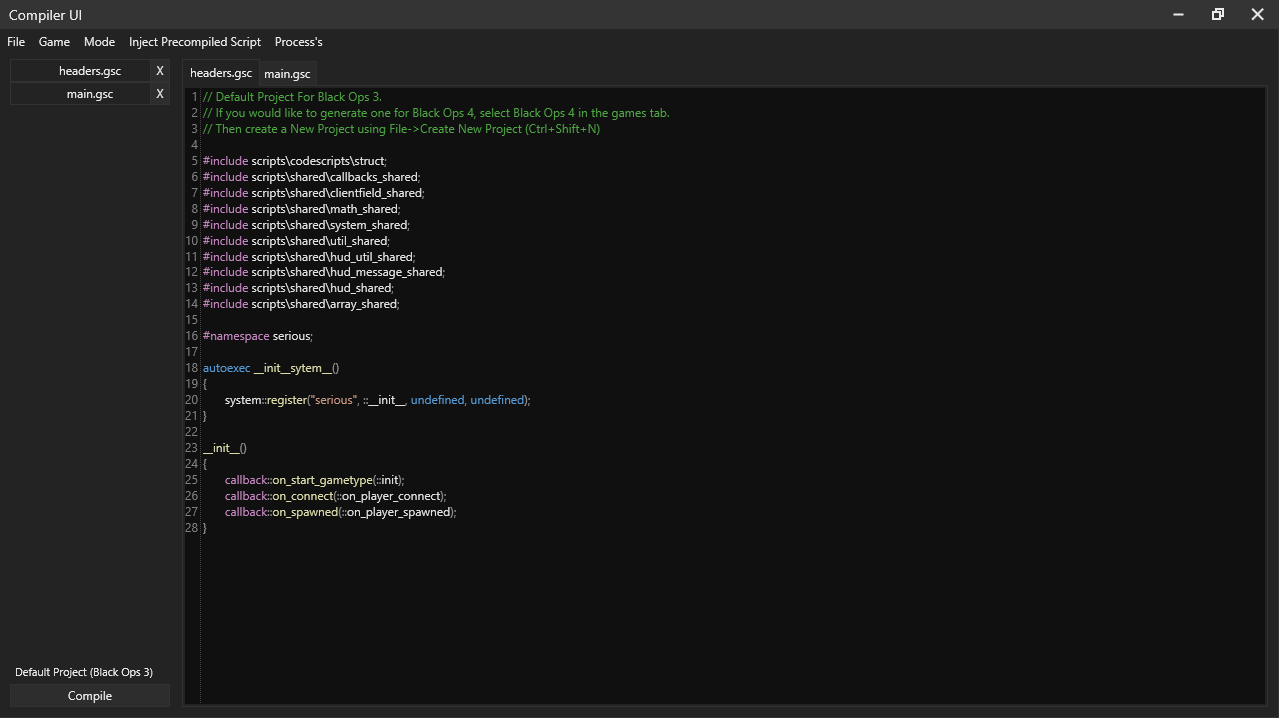 Compiler UI
File Game Mode Inject Precompiled Script Process's
headers.gsc X
main.gsc X
headers.gsc main.gsc
1 // Default Project For Black Ops 3.
2 // If you would like to generate one for Black Ops 4, select Black Ops 4 in the games tab.
3 // Then create a New Project using File->Create New Project (Ctrl+Shift+N)
4
5 #include scripts\codescripts\struct;
6 #include scripts\shared\callbacks_shared;
7 #include scripts\shared\clientfield_shared;
8 #include scripts\shared\math_shared;
9 #include scripts\shared\system_shared;
10 #include scripts\shared\util_shared;
11 #include scripts\shared\hud_util_shared;
12 #include scripts\shared\hud_message_shared;
13 #include scripts\shared\hud_shared;
14 #include scripts\shared\array_shared;
15
16 #namespace serious;
17
18 autoexec __init__sytem__()
19 {
20 system::register("serious", ::__init__, undefined, undefined);
21 }
22
23 __init__()
24 {
25 callback::on_start_gametype(::init);
26 callback::on_connect(::on_player_connect);
27 callback::on_spawned(::on_player_spawned);
28 }
Default Project (Black Ops 3)
Compile